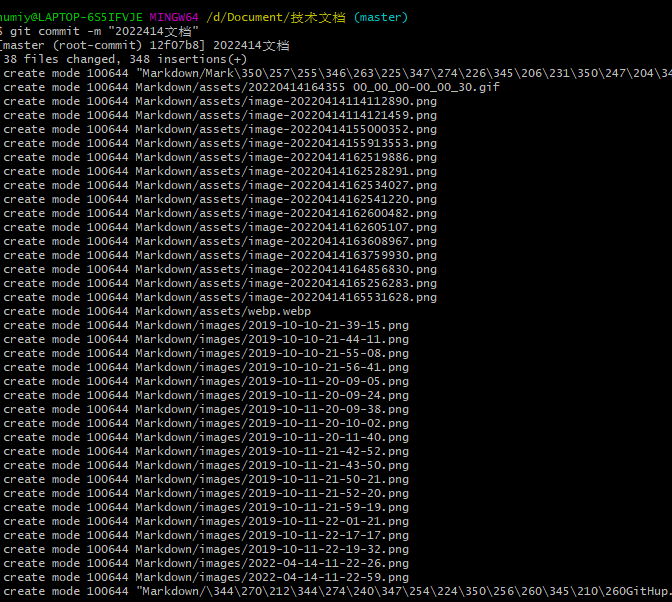 numiy@LAPTOP-6S5IFVJE MINGW64 /d/Document/技术文档 (master)
$ git commit -m "2022414文档"
[master (root-commit) 12f07b8] 2022414文档
38 files changed, 348 insertions(+)
create mode 100644 "Markdown/Mark\350\257\255\346\263\225\347\274\226\345\206\231\350\247\204\34
create mode 100644 Markdown/assets/20220414164355 00_00_00-00_00_30.gif
create mode 100644 Markdown/assets/image-20220414114112890.png
create mode 100644 Markdown/assets/image-20220414114121459.png
create mode 100644 Markdown/assets/image-20220414155000352.png
create mode 100644 Markdown/assets/image-20220414155913553.png
create mode 100644 Markdown/assets/image-20220414162519886.png
create mode 100644 Markdown/assets/image-20220414162528291.png
create mode 100644 Markdown/assets/image-20220414162534027.png
create mode 100644 Markdown/assets/image-20220414162541220.png
create mode 100644 Markdown/assets/image-20220414162600482.png
create mode 100644 Markdown/assets/image-20220414162605107.png
create mode 100644 Markdown/assets/image-20220414163608967.png
create mode 100644 Markdown/assets/image-20220414163759930.png
create mode 100644 Markdown/assets/image-20220414164856830.png
create mode 100644 Markdown/assets/image-20220414165256283.png
create mode 100644 Markdown/assets/image-20220414165531628.png
create mode 100644 Markdown/assets/webp.webp
create mode 100644 Markdown/images/2019-10-10-21-39-15.png
create mode 100644 Markdown/images/2019-10-10-21-44-11.png
create mode 100644 Markdown/images/2019-10-10-21-55-08.png
create mode 100644 Markdown/images/2019-10-10-21-56-41.png
create mode 100644 Markdown/images/2019-10-11-20-09-05.png
create mode 100644 Markdown/images/2019-10-11-20-09-24.png
create mode 100644 Markdown/images/2019-10-11-20-09-38.png
create mode 100644 Markdown/images/2019-10-11-20-10-02.png
create mode 100644 Markdown/images/2019-10-11-20-11-40.png
create mode 100644 Markdown/images/2019-10-11-21-42-52.png
create mode 100644 Markdown/images/2019-10-11-21-43-50.png
create mode 100644 Markdown/images/2019-10-11-21-50-21.png
create mode 100644 Markdown/images/2019-10-11-21-52-20.png
create mode 100644 Markdown/images/2019-10-11-21-59-19.png
create mode 100644 Markdown/images/2019-10-11-22-01-21.png
create mode 100644 Markdown/images/2019-10-11-22-17-17.png
create mode 100644 Markdown/images/2019-10-11-22-19-32.png
create mode 100644 Markdown/images/2022-04-14-11-22-26.png
create mode 100644 Markdown/images/2022-04-14-11-22-59.png
create mode 100644 "Markdown/\344\270\212\344\274\240\347\254\224\350\256\260\345\210\260GitHup.